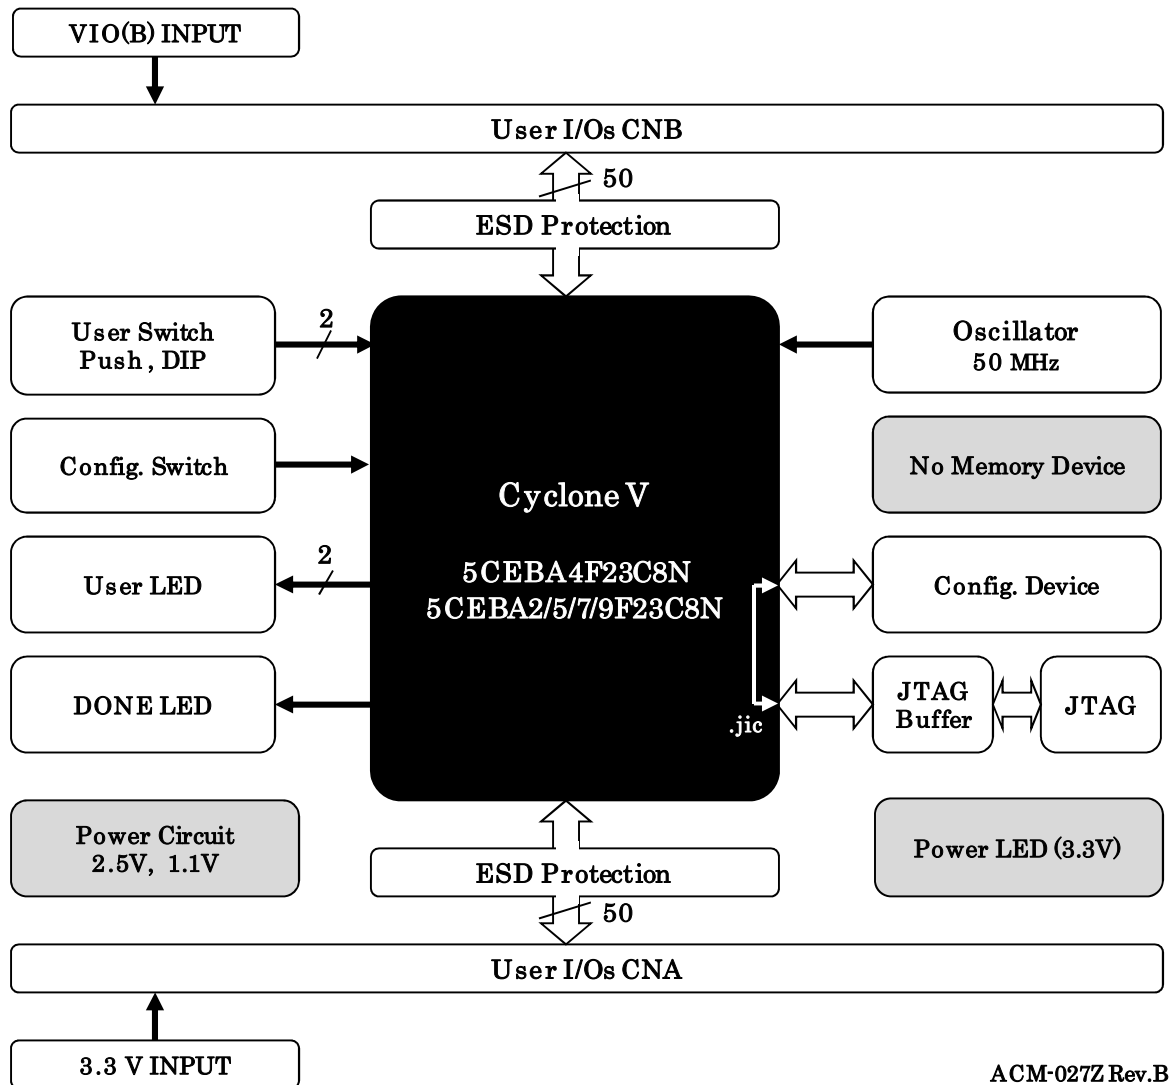 VIO(B) INPUT
User I/Os CNB
50
ESD Protection
User Switch
Push , DIP
2
Oscillator
50 MHz
Config. Switch
No Memory Device
Cyclone V
5CEBA4F23C8N
5CEBA2/5/7/9F23C8N
User LED
2
Config. Device
DONE LED
.jic
JTAG
Buffer
JTAG
Power Circuit
2.5V, 1.1V
Power LED (3.3V)
ESD Protection
50
User I/Os CNA
3.3 V INPUT
ACM-027Z Rev.B